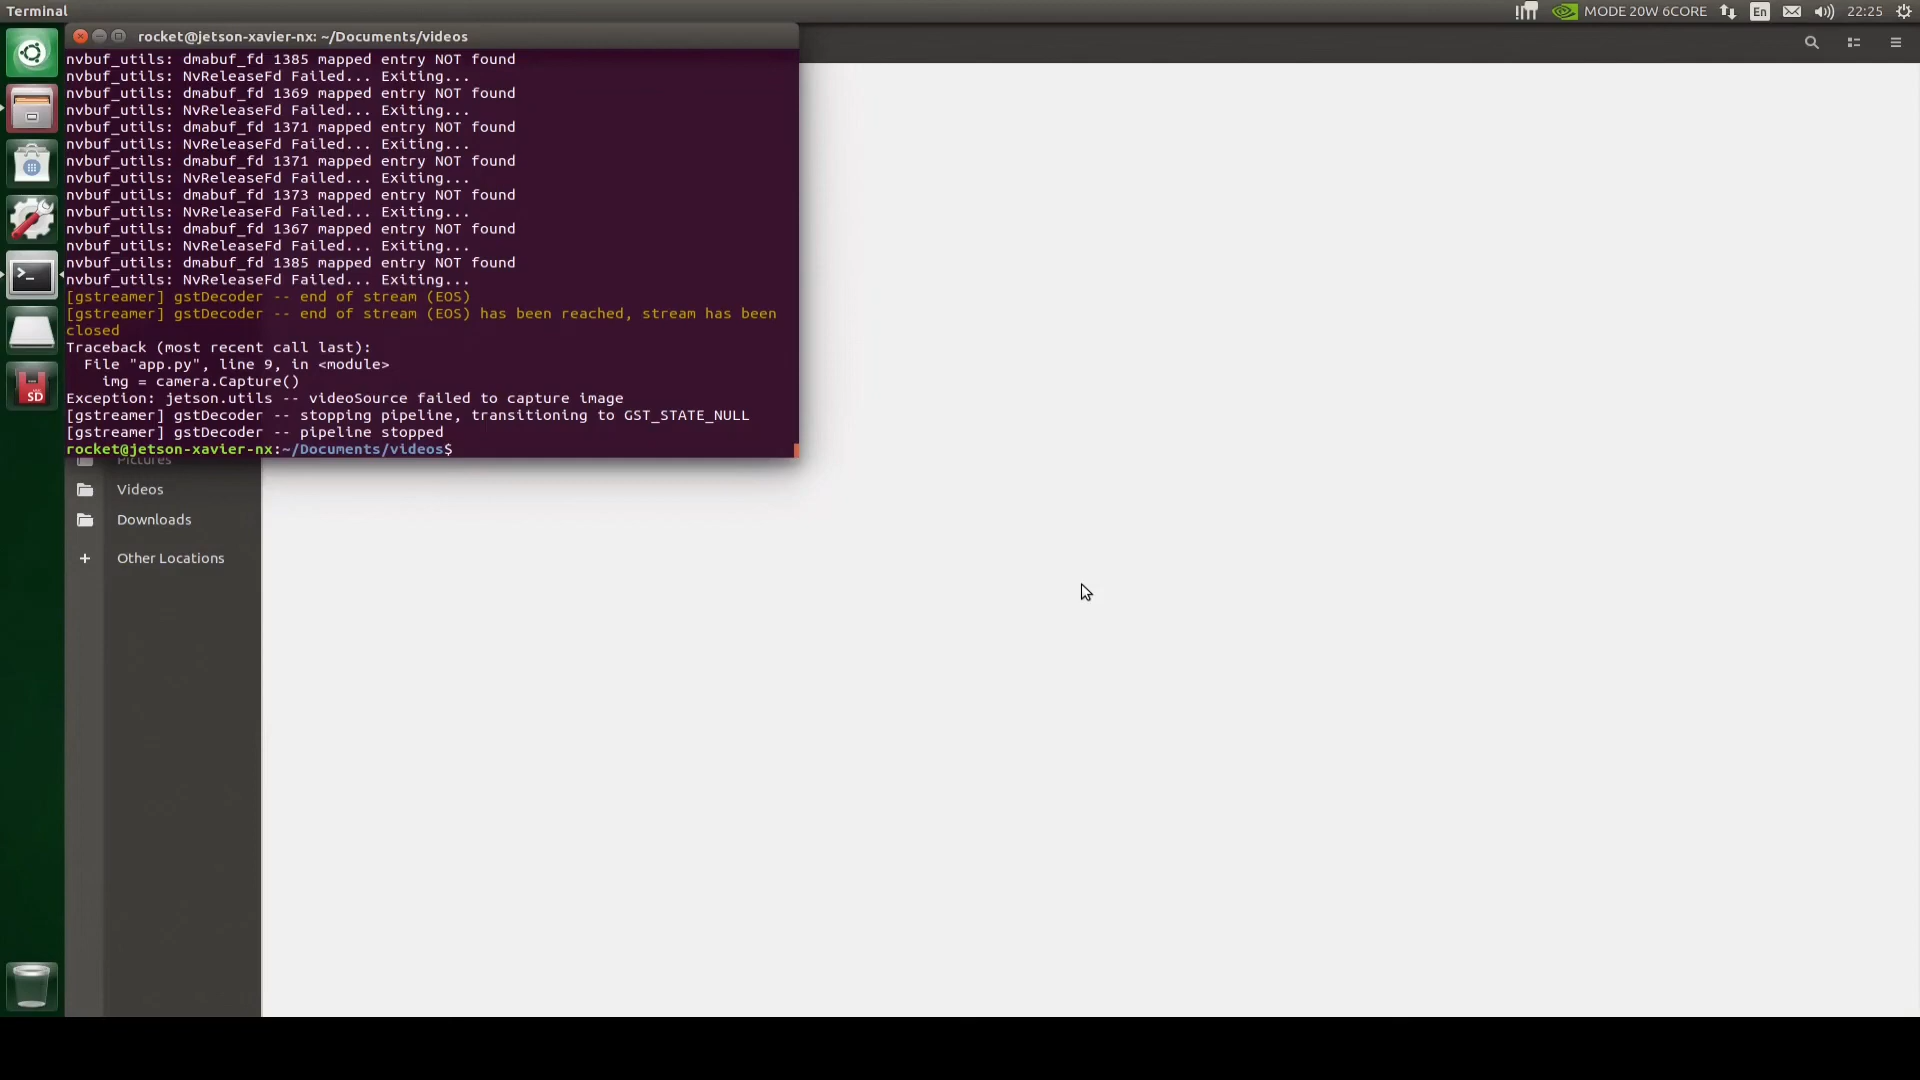 Terminal
MODE 20W 6CORE
En
22:25
rocket@jetson-xavier-nx: ~/Documents/videos
nvbuf_utils: dmabuf_fd 1385 mapped entry NOT found
nvbuf_utils: NvReleaseFd Failed... Exiting...
nvbuf_utils: dmabuf_fd 1369 mapped entry NOT found
nvbuf_utils: NvReleaseFd Failed... Exiting...
nvbuf_utils: dmabuf_fd 1371 mapped entry NOT found
nvbuf_utils: NvReleaseFd Failed... Exiting...
nvbuf_utils: dmabuf_fd 1371 mapped entry NOT found
nvbuf_utils: NvReleaseFd Failed... Exiting...
nvbuf_utils: dmabuf_fd 1373 mapped entry NOT found
nvbuf_utils: NvReleaseFd Failed... Exiting...
nvbuf_utils: dmabuf_fd 1367 mapped entry NOT found
nvbuf_utils: NvReleaseFd Failed... Exiting...
nvbuf_utils: dmabuf_fd 1385 mapped entry NOT found
nvbuf_utils: NvReleaseFd Failed... Exiting...
[gstreamer] gstDecoder -- end of stream (EOS)
[gstreamer] gstDecoder -- end of stream (EOS) has been reached, stream has been
closed
Traceback (most recent call last):
  File "app.py", line 9, in <module>
    img = camera.Capture()
Exception: jetson.utils -- videoSource failed to capture image
[gstreamer] gstDecoder -- stopping pipeline, transitioning to GST_STATE_NULL
[gstreamer] gstDecoder -- pipeline stopped
rocket@jetson-xavier-nx:~/Documents/videos$
SD
Pictures
Videos
Downloads
Other Locations